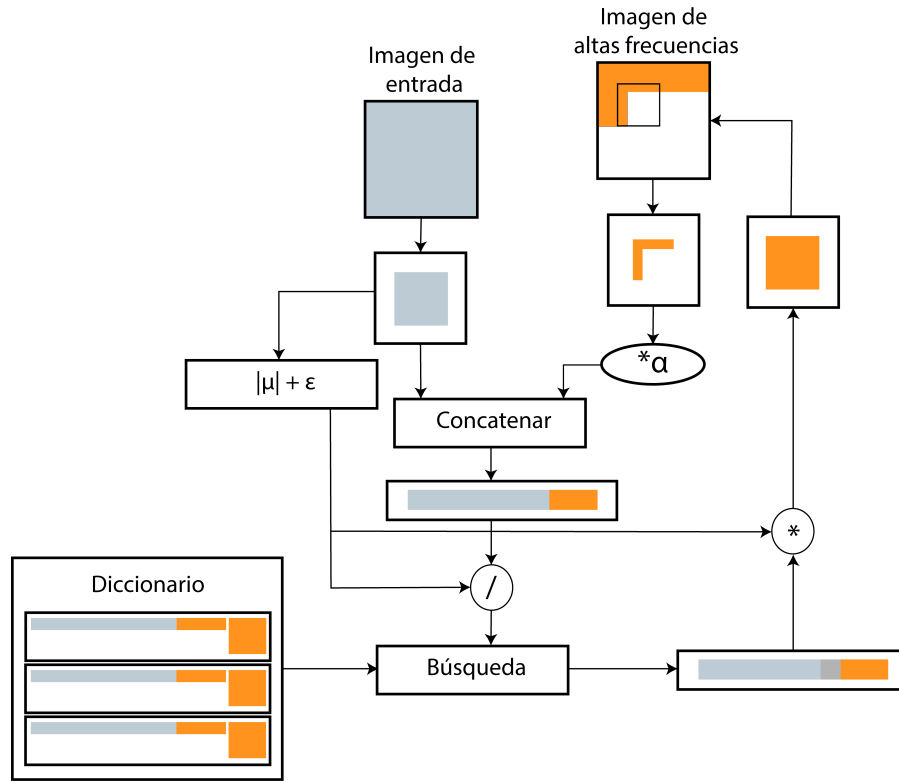 Imagen de
altas frecuencias
Imagen de
entrada
*α
|μ| + ε
Concatenar
*
Diccionario
/
Búsqueda